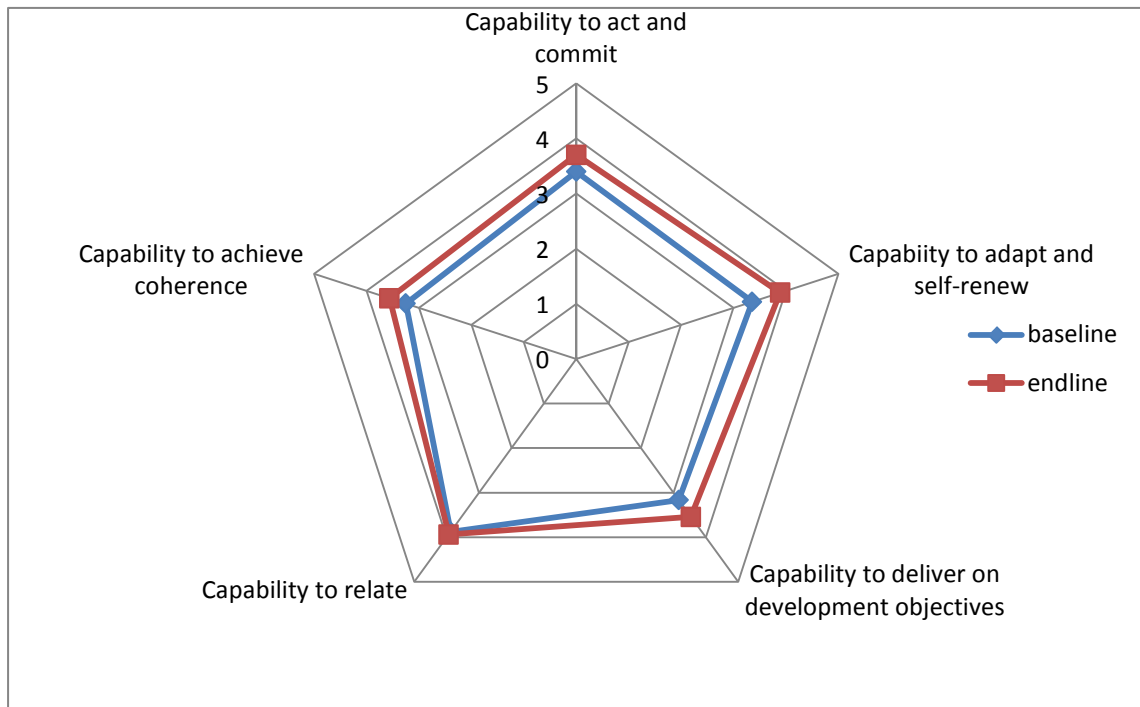 Capability to act and
commit
5
4
3
2
1
0
Capabiity to adapt and
self-renew
Capability to deliver on
development objectives
Capability to relate
Capability to achieve
coherence
baseline
endline